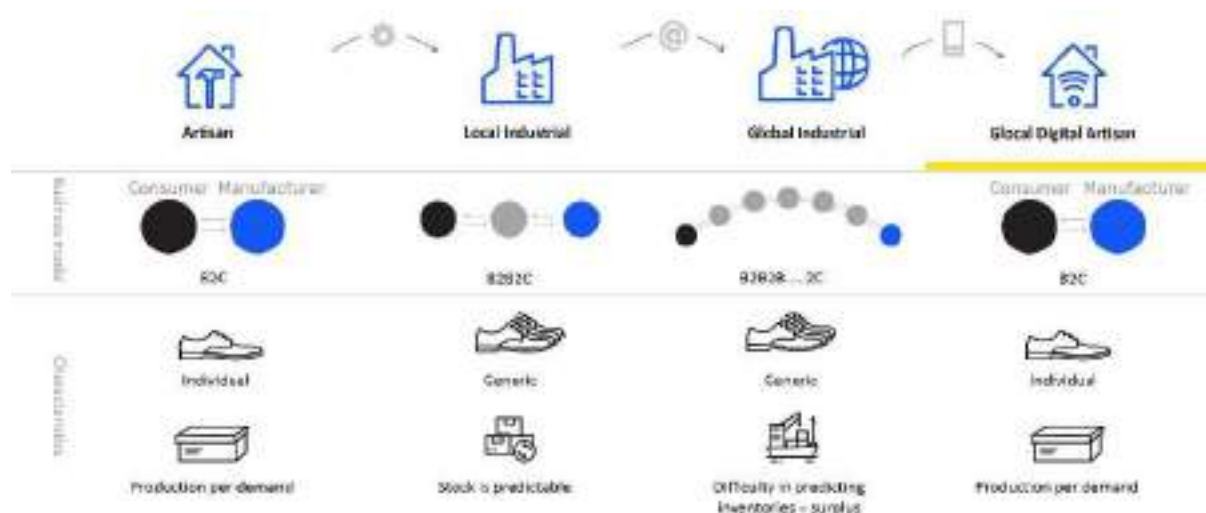 Artisan
Local Industrial
Global Industrial
Glocal Digital Artisan
Business model
Consumer Manufacturer
Consumer Manufacturer
B2C
B2B2C
B2B2B....2C
B2C
Characteristics
Individual
Generic
Generic
Individual
Production per demand
Stock is predictable
Difficulty in predicting
inventories – surplus
Production per demand